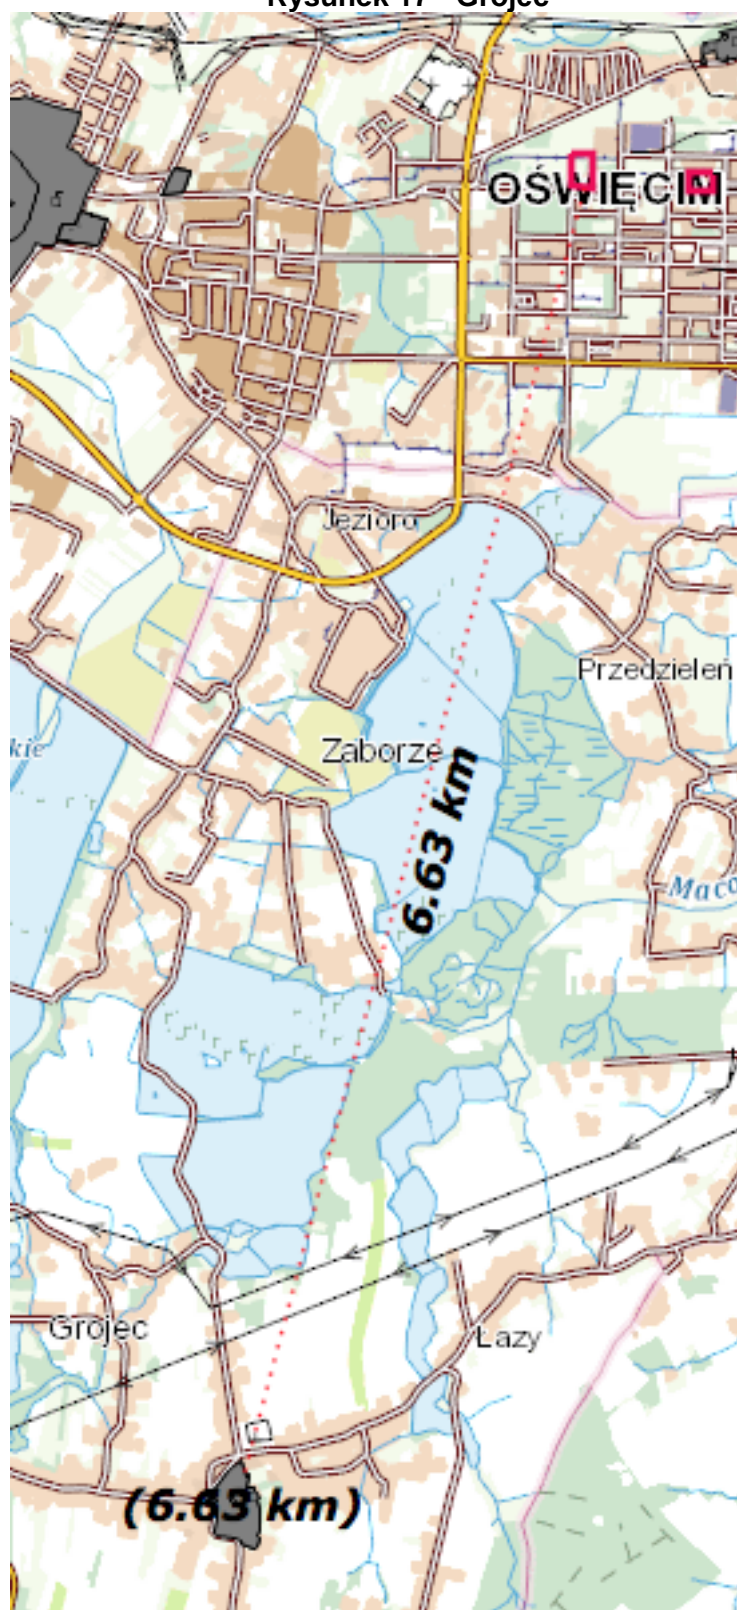 OŚWIĘCIM
Jezioro
Przedzieleń
Zaborze
6.63 km
Grojec
Łazy
(6.63 km)